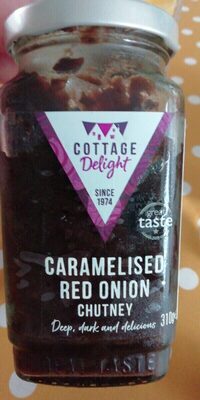 COTTAGE
Delight
SINCE
1974
great
taste
CARAMELISED
RED ONION
CHUTNEY
Deep, dark and delicious
310g